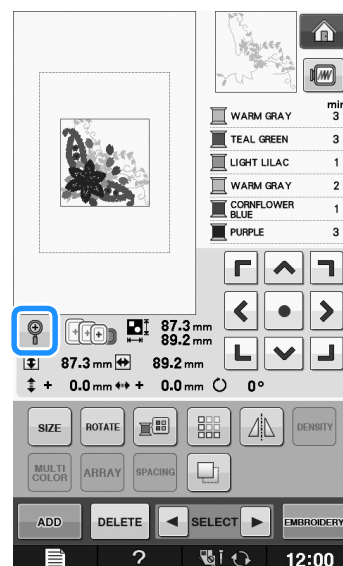 min
WARM GRAY 3
TEAL GREEN 3
LIGHT LILAC 1
WARM GRAY 2
CORNFLOWER
BLUE 1
PURPLE 3
87.3 mm
89.2 mm
87.3 mm 89.2 mm
+ 0.0 mm + 0.0 mm 0°
SIZE ROTATE DENSITY
MULTI
COLOR ARRAY SPACING
ADD DELETE SELECT EMBROIDERY
? 12:00